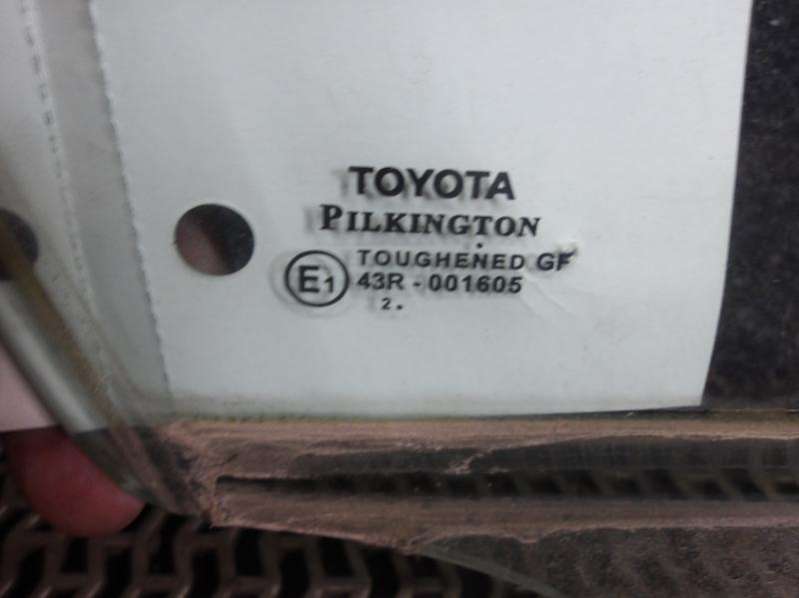 TOYOTA
PILKINGTON
TOUGHENED GF
E1 43R - 001605
2.